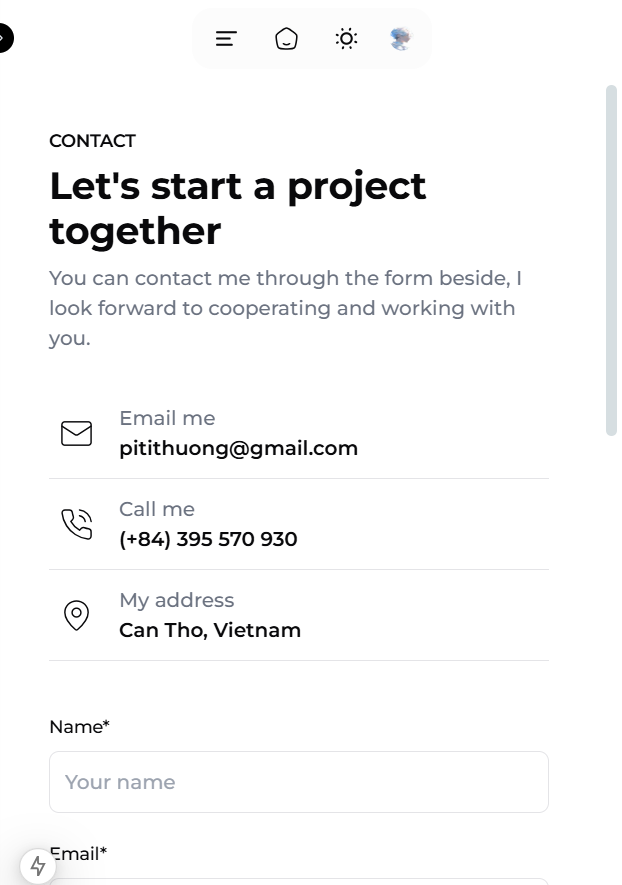 CONTACT
Let's start a project
together
You can contact me through the form beside, I
look forward to cooperating and working with
you.
Email me
pitithuong@gmail.com
Call me
(+84) 395 570 930
My address
Can Tho, Vietnam
Name*
Your name
Email*